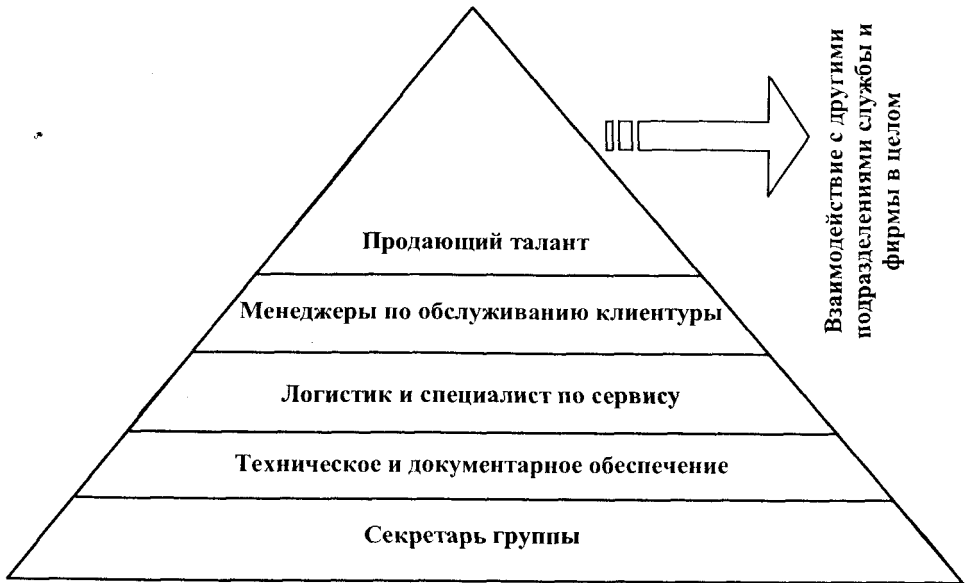 Продающий талант
Менеджеры по обслуживанию клиентуры
Логистик и специалист по сервису
Техническое и документарное обеспечение
Секретарь группы
Взаимодействие с другими
подразделениями службы и
фирмы в целом